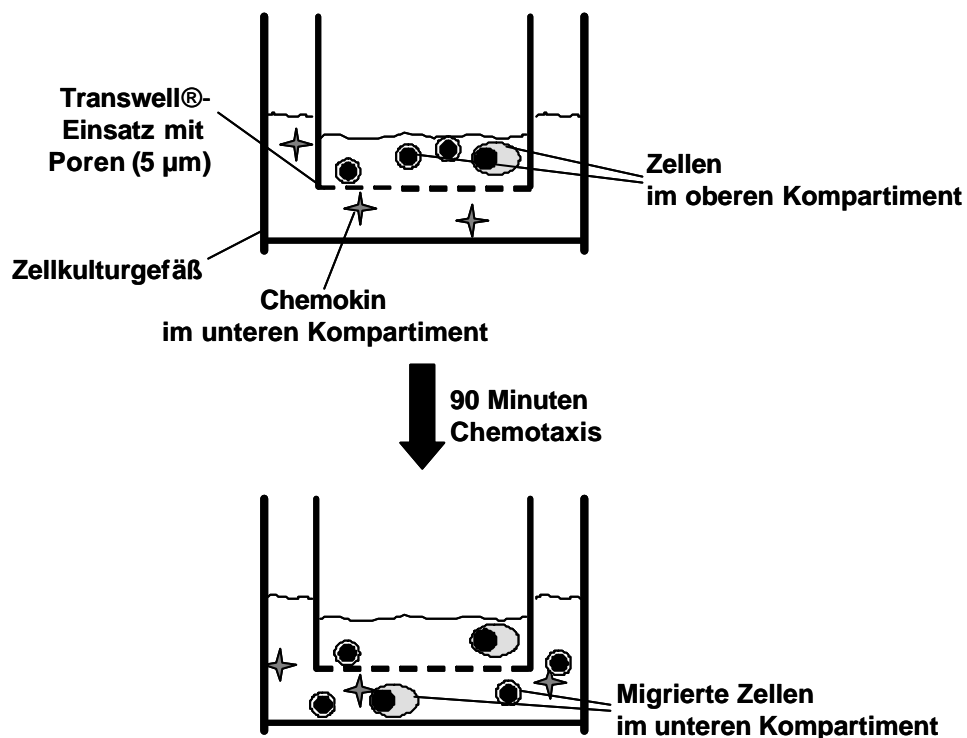 Transwell®-
Einsatz mit
Poren (5 µm)
Zellen
im oberen Kompartiment
Zellkulturgefäß
Chemokin
im unteren Kompartiment
90 Minuten
Chemotaxis
Migrierte Zellen
im unteren Kompartiment